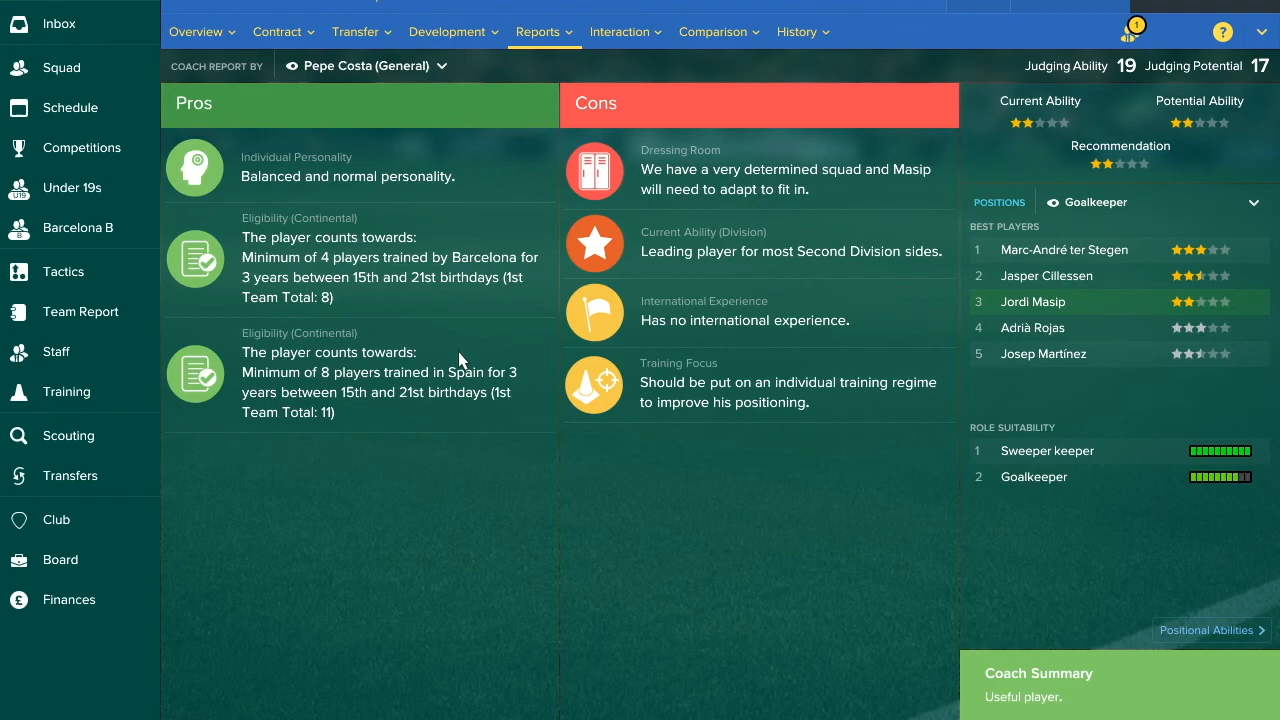 Inbox
Squad
Schedule
Competitions
U19
Under 19s
B
Barcelona B
Tactics
Team Report
Staff
Training
Scouting
Transfers
Club
Board
£
Finances
Overview
Contract
Transfer
Development
Reports
Interaction
Comparison
History
1
?
COACH REPORT BY
Pepe Costa (General)
Judging Ability 19 Judging Potential 17
Pros
Individual Personality
Balanced and normal personality.
Eligibility (Continental)
The player counts towards:
Minimum of 4 players trained by Barcelona for
3 years between 15th and 21st birthdays (1st
Team Total: 8)
Eligibility (Continental)
The player counts towards:
Minimum of 8 players trained in Spain for 3
years between 15th and 21st birthdays (1st
Team Total: 11)
Cons
Dressing Room
We have a very determined squad and Masip
will need to adapt to fit in.
Current Ability (Division)
Leading player for most Second Division sides.
International Experience
Has no international experience.
Training Focus
Should be put on an individual training regime
to improve his positioning.
Current Ability
Potential Ability
Recommendation
POSITIONS
Goalkeeper
BEST PLAYERS
1 Marc-André ter Stegen
2 Jasper Cillessen
3 Jordi Masip
4 Adrià Rojas
5 Josep Martínez
ROLE SUITABILITY
1 Sweeper keeper
2 Goalkeeper
Positional Abilities
Coach Summary
Useful player.